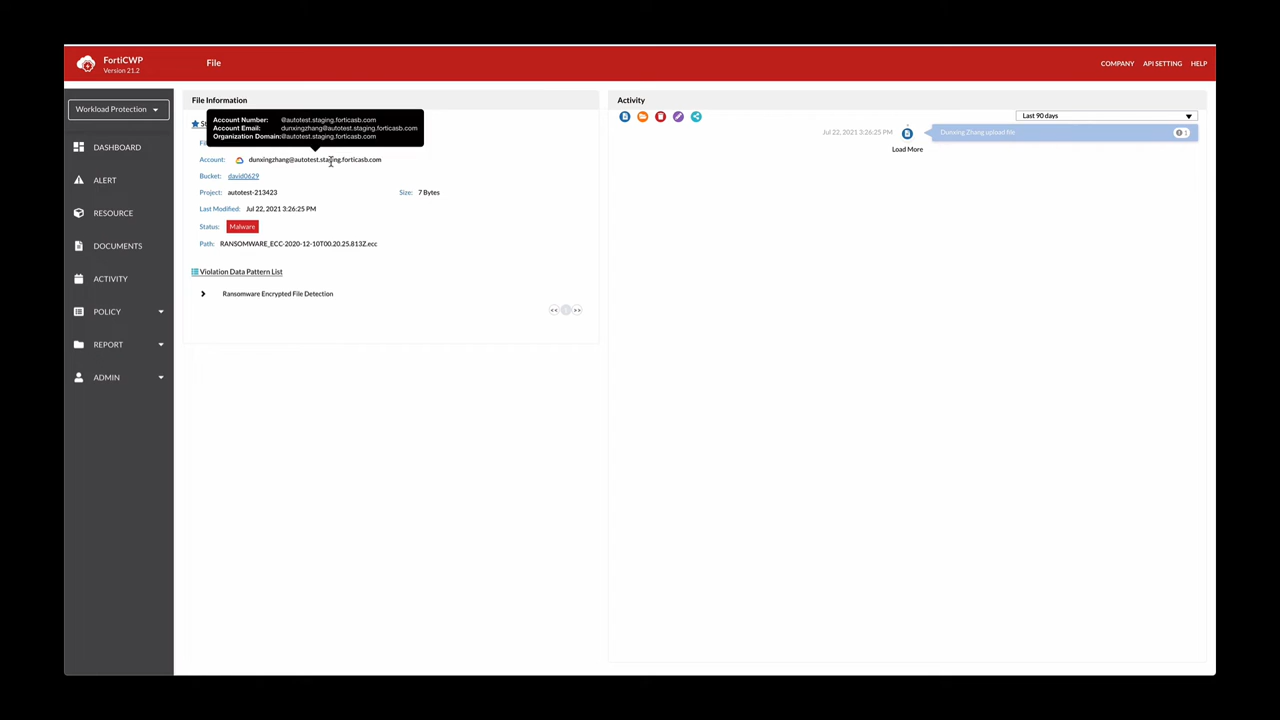 FortiCWP
Version 21.2
File
COMPANY
API SETTING
HELP
Workload Protection
DASHBOARD
ALERT
RESOURCE
DOCUMENTS
ACTIVITY
POLICY
REPORT
ADMIN
File Information
Account Number: @autotest.staging.forticasb.com
Account Email: dunxingzhang@autotest.staging.forticasb.com
Organization Domain:@autotest.staging.forticasb.com
Account: dunxingzhang@autotest.staging.forticasb.com
Bucket: david0629
Project: autotest-213423
Size: 7 Bytes
Last Modified: Jul 22, 2021 3:26:25 PM
Status: Malware
Path: RANSOMWARE_ECC-2020-12-10T00.20.25.813Z.ecc
Violation Data Pattern List
Ransomware Encrypted File Detection
<< 1 >>
Activity
Last 90 days
Jul 22, 2021 3:26:25 PM
Dunxing Zhang upload file
1
Load More